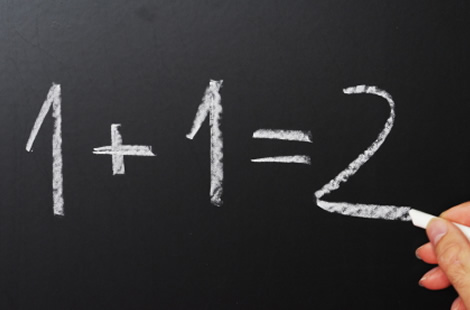 1 + 1 = 2